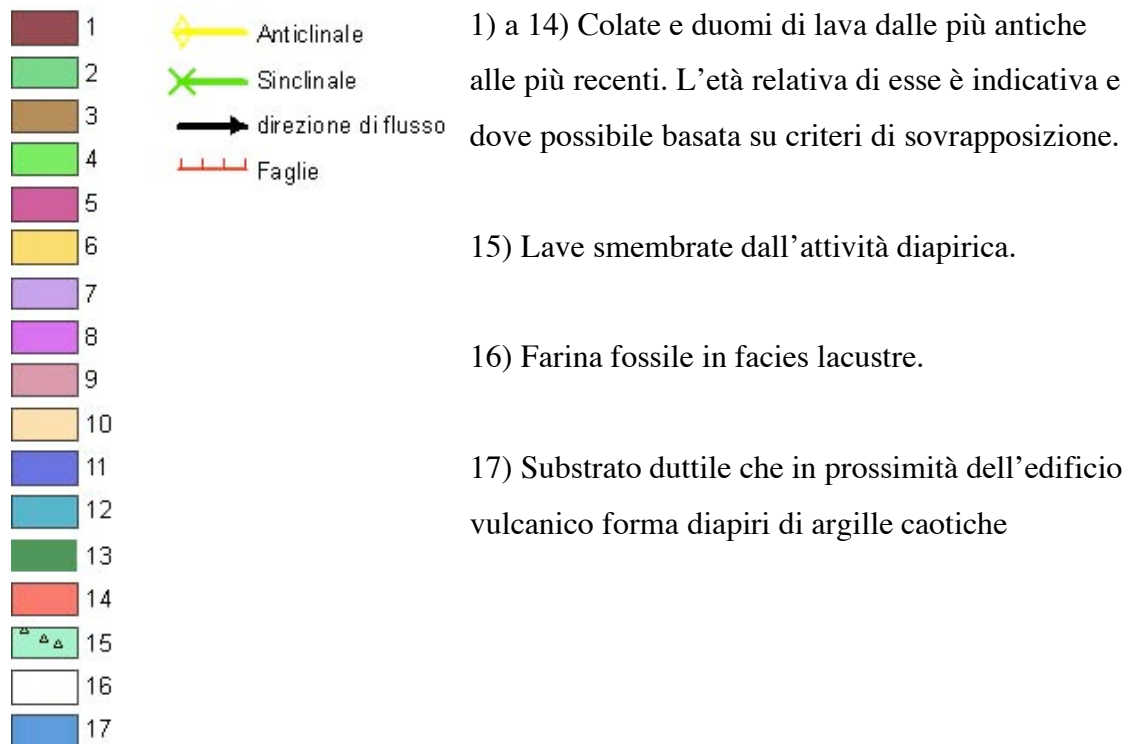 1
2
3
4
5
6
7
8
9
10
11
12
13
14
15
16
17
Anticlinale
Sinclinale
direzione di flusso
Faglie
1) a 14) Colate e duomi di lava dalle più antiche
alle più recenti. L'età relativa di esse è indicativa e
dove possibile basata su criteri di sovrapposizione.
15) Lave smembrate dall'attività diapirica.
16) Farina fossile in facies lacustre.
17) Substrato duttile che in prossimità dell'edificio
vulcanico forma diapiri di argille caotiche